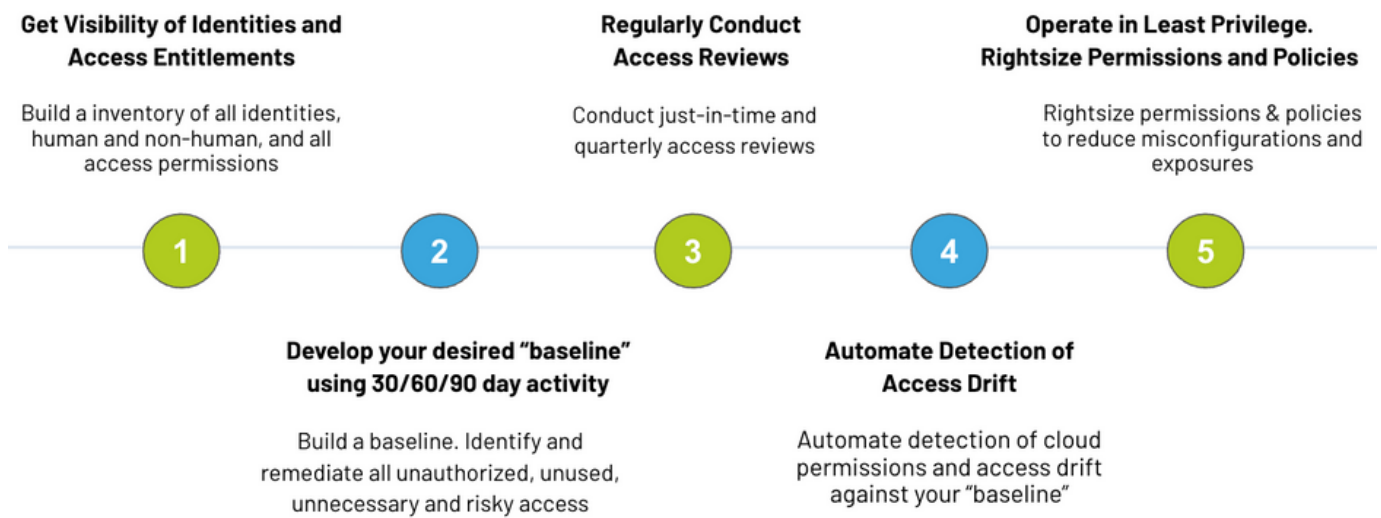 Get Visibility of Identities and
Access Entitlements
Build a inventory of all identities,
human and non-human, and all
access permissions
1
Develop your desired “baseline”
using 30/60/90 day activity
Build a baseline. Identify and
remediate all unauthorized, unused,
unnecessary and risky access
2
Regularly Conduct
Access Reviews
Conduct just-in-time and
quarterly access reviews
3
Automate Detection of
Access Drift
Automate detection of cloud
permissions and access drift
against your “baseline”
4
Operate in Least Privilege.
Rightsize Permissions and Policies
Rightsize permissions & policies
to reduce misconfigurations and
exposures
5